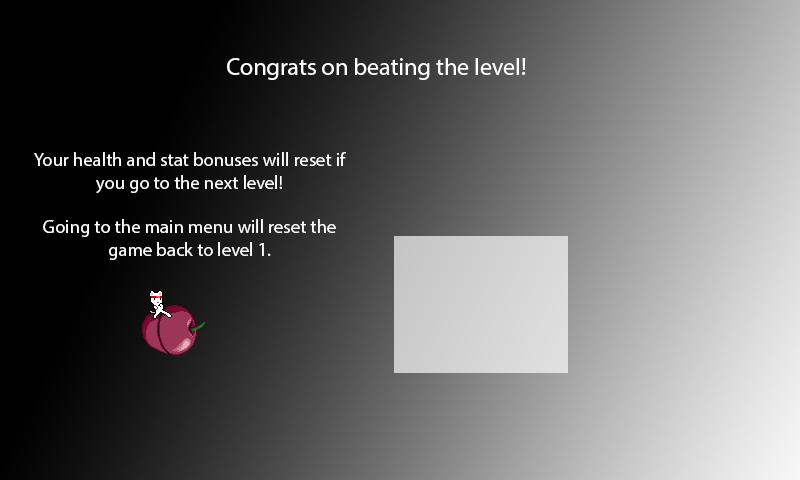 Congrats on beating the level!
Your health and stat bonuses will reset if
you go to the next level!
Going to the main menu will reset the
game back to level 1.